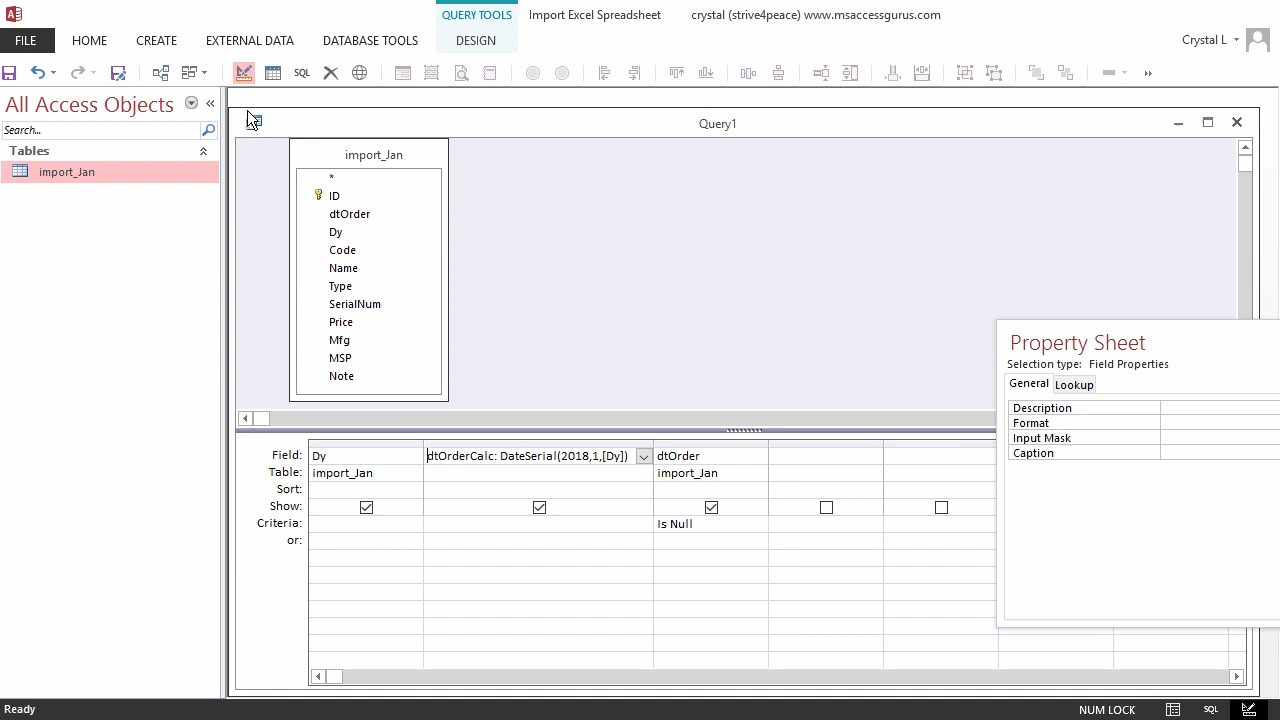 QUERY TOOLS
Import Excel Spreadsheet
crystal (strive4peace) www.msaccessgurus.com
FILE
HOME
CREATE
EXTERNAL DATA
DATABASE TOOLS
DESIGN
Crystal L
SQL
All Access Objects
Search...
Tables
import_Jan
Query1
import_Jan
*
ID
dtOrder
Dy
Code
Name
Type
SerialNum
Price
Mfg
MSP
Note
Property Sheet
Selection type: Field Properties
General
Lookup
Description
Format
Input Mask
Caption
Field: Dy dtOrderCalc: DateSerial(2018,1,[Dy]) dtOrder
Table: import_Jan import_Jan
Sort:
Show:
Criteria: Is Null
or:
Ready
NUM LOCK
SQL